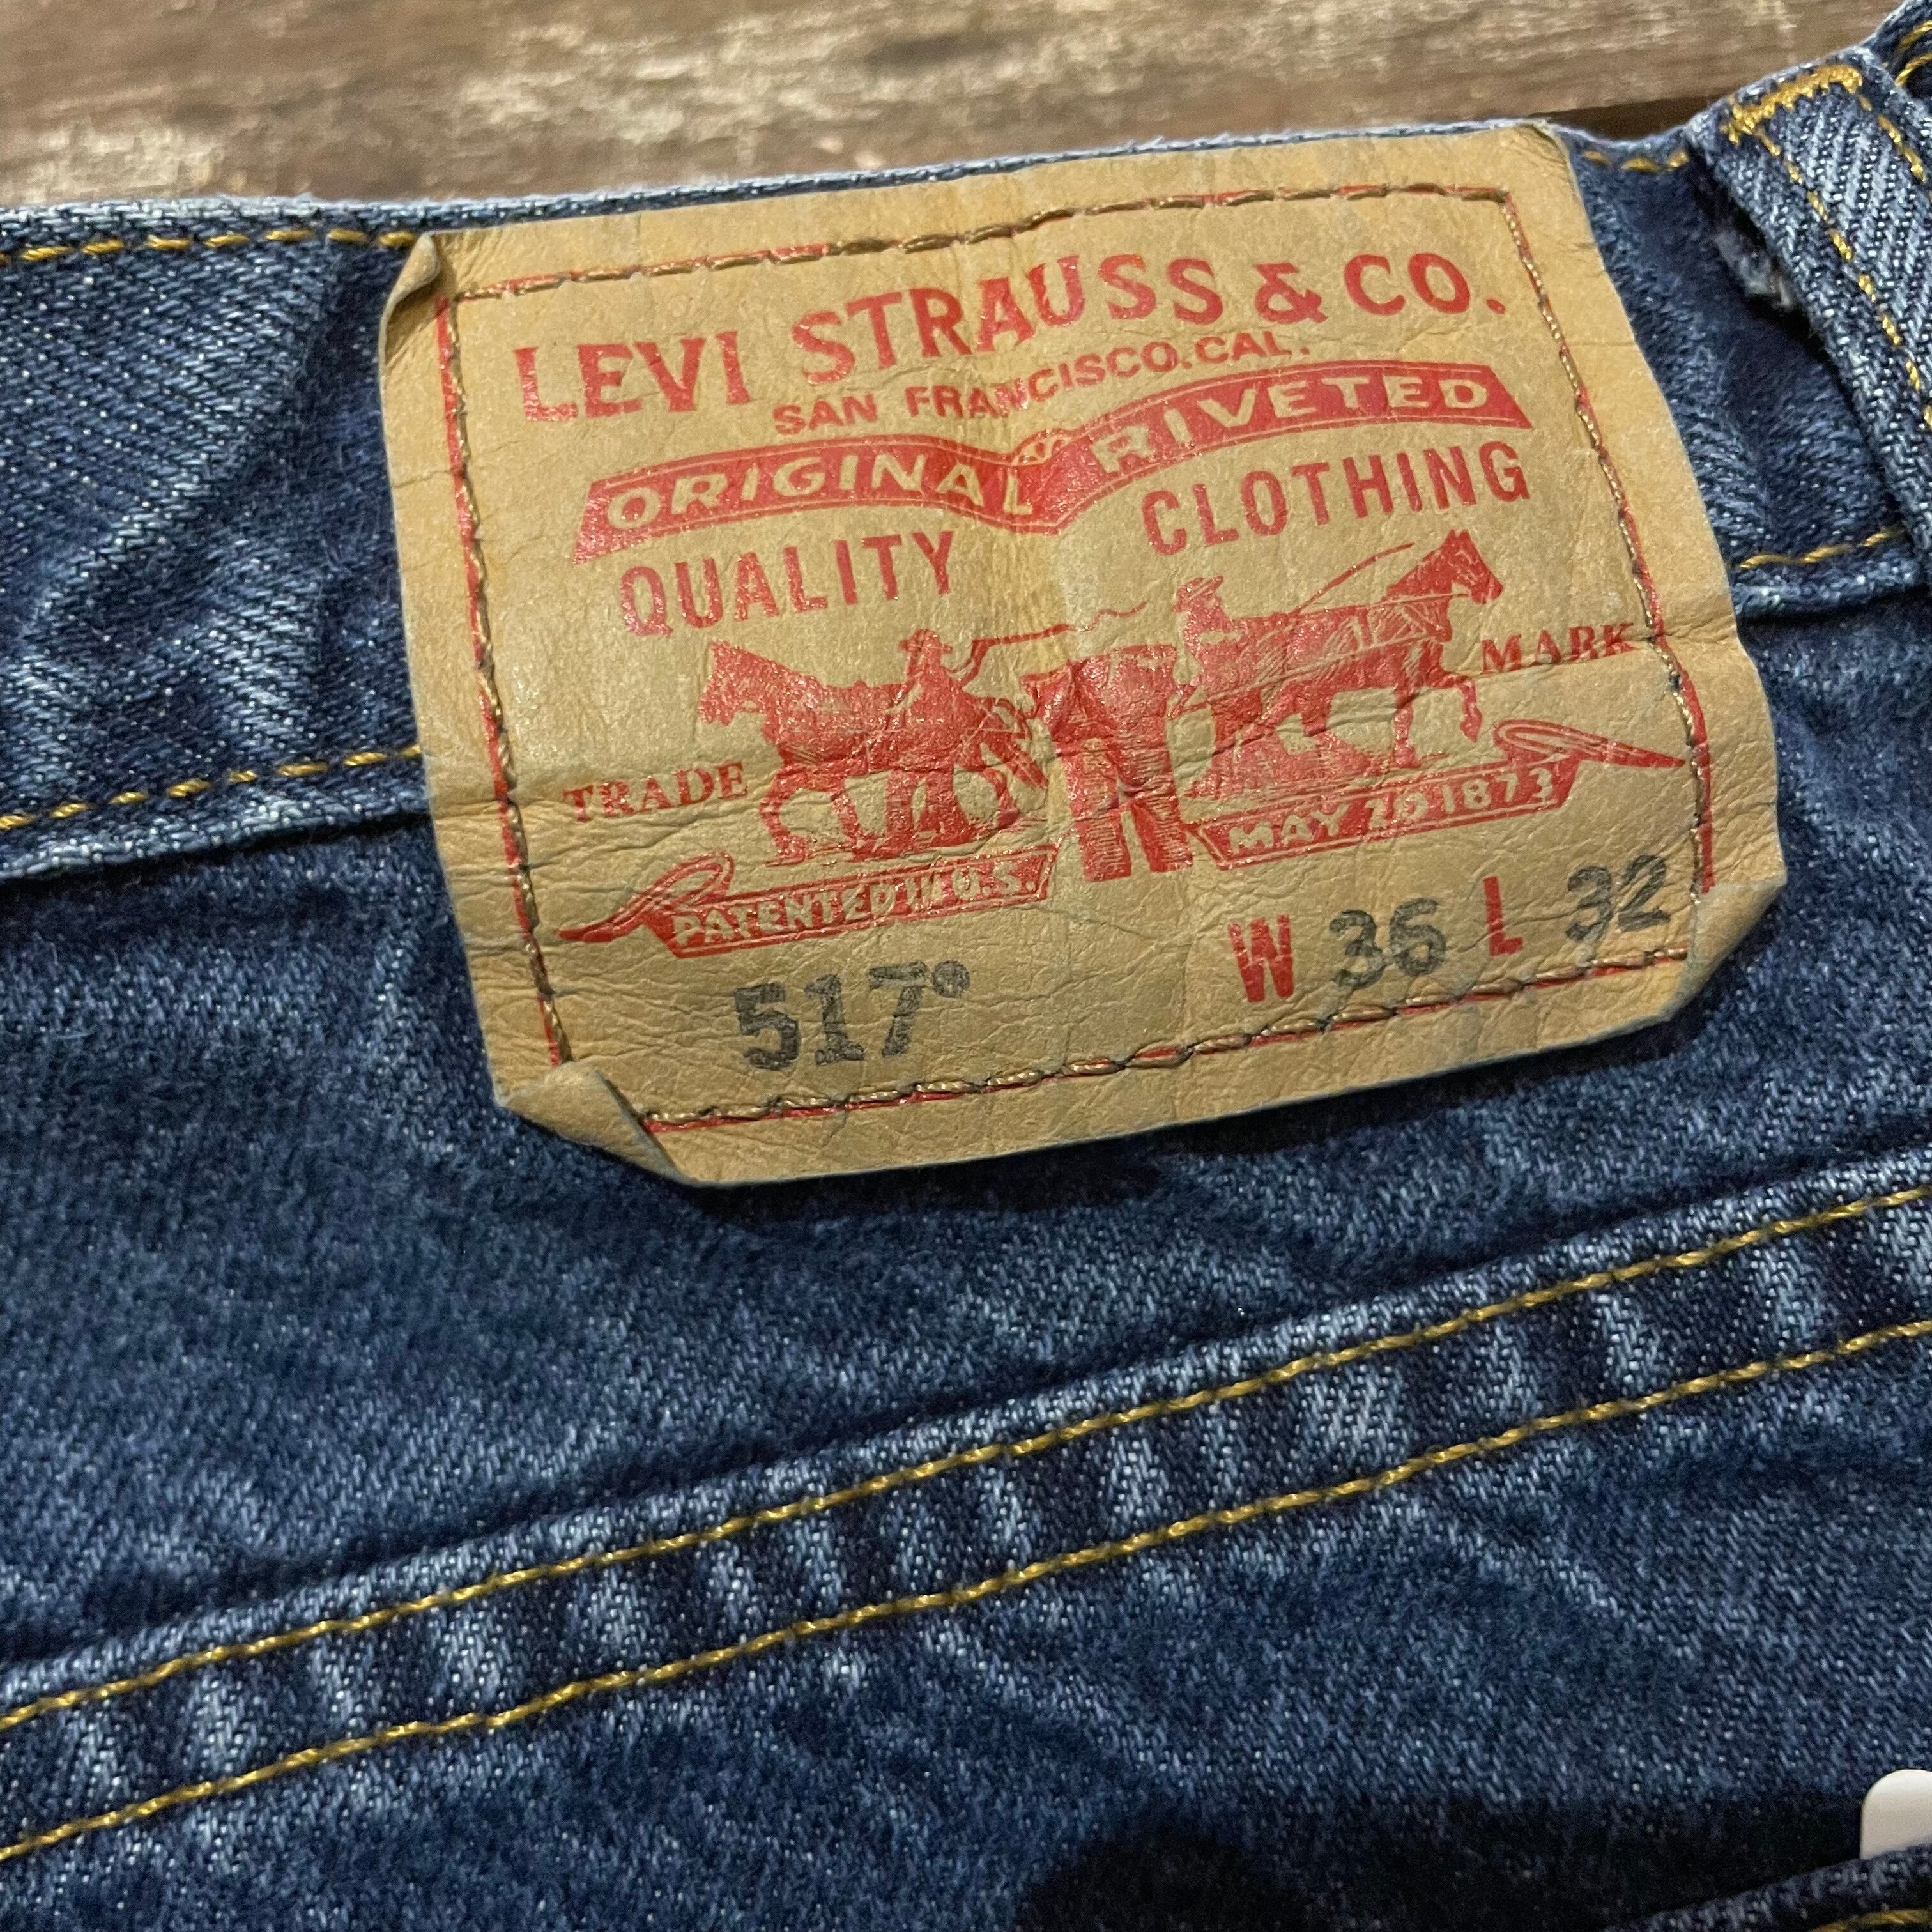 LEVI STRAUSS & CO.
SAN FRANCISCO.CAL.
ORIGINAL RIVETED
QUALITY CLOTHING
TRADE MARK
PATENTED IN U.S. MAY 20 1873
517® W 36 L 32